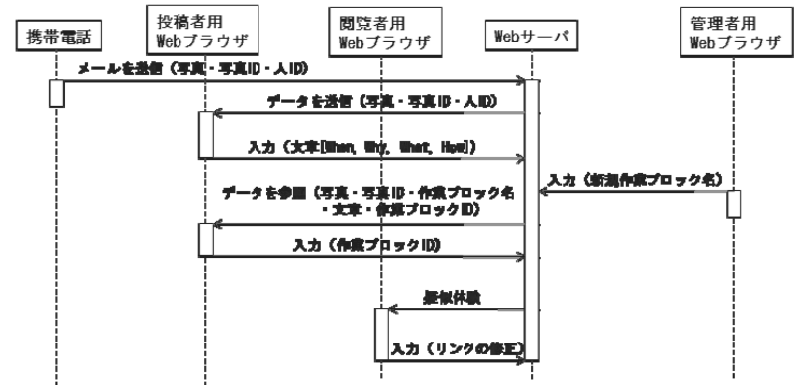 携帯電話
投稿者用
Webブラウザ
閲覧者用
Webブラウザ
Webサーバ
管理者用
Webブラウザ
メールを送信（写真・写真ID・人ID）
データを送信（写真・写真ID・人ID）
入力（文章[When, Why, What, How]）
入力（新規作業ブロック名）
データを参照（写真・写真ID・作業ブロック名
・文章・作業ブロックID）
入力（作業ブロックID）
疑似体験
入力（リンクの修正）